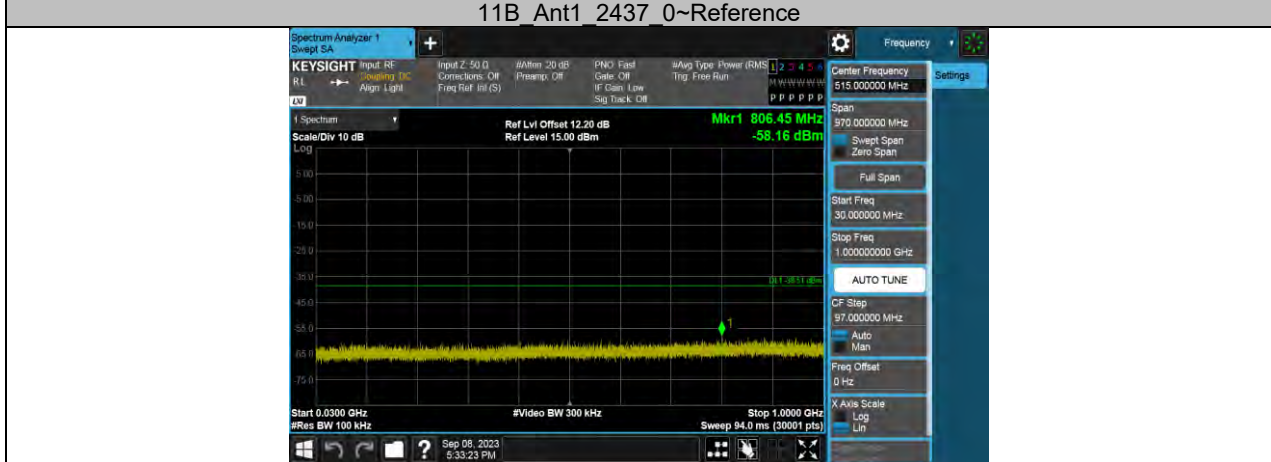 11B_Ant1_2437_0~Reference
Spectrum Analyzer 1
Swept SA
+
Frequency
KEYSIGHT Input: RF Input Z: 50 Ω #Atten: 20 dB PNO: Fast #Avg Type: Power (RMS 1 2 3 4 5 6
RL Coupling: DC Corrections: Off Preamp: Off Gate: Off Trig: Free Run M W W W W W
Align: Light Freq Ref: Int (S) IF Gain: Low P P P P P P
Sig Track: Off
LXI
Center Frequency
515.000000 MHz
Settings
1 Spectrum
Scale/Div 10 dB
Log
Ref Lvl Offset 12.20 dB
Ref Level 15.00 dBm
Mkr1 806.45 MHz
-58.16 dBm
Span
970.000000 MHz
Swept Span
Zero Span
Full Span
Start Freq
30.000000 MHz
Stop Freq
1.000000000 GHz
AUTO TUNE
CF Step
97.000000 MHz
Auto
Man
Freq Offset
0 Hz
X Axis Scale
Log
Lin
5.00
-5.00
-15.0
-25.0
-35.0
-45.0
-55.0
-65.0
-75.0
1
Start 0.0300 GHz #Video BW 300 kHz Stop 1.0000 GHz
#Res BW 100 kHz Sweep 94.0 ms (30001 pts)
? Sep 08, 2023
5:33:23 PM